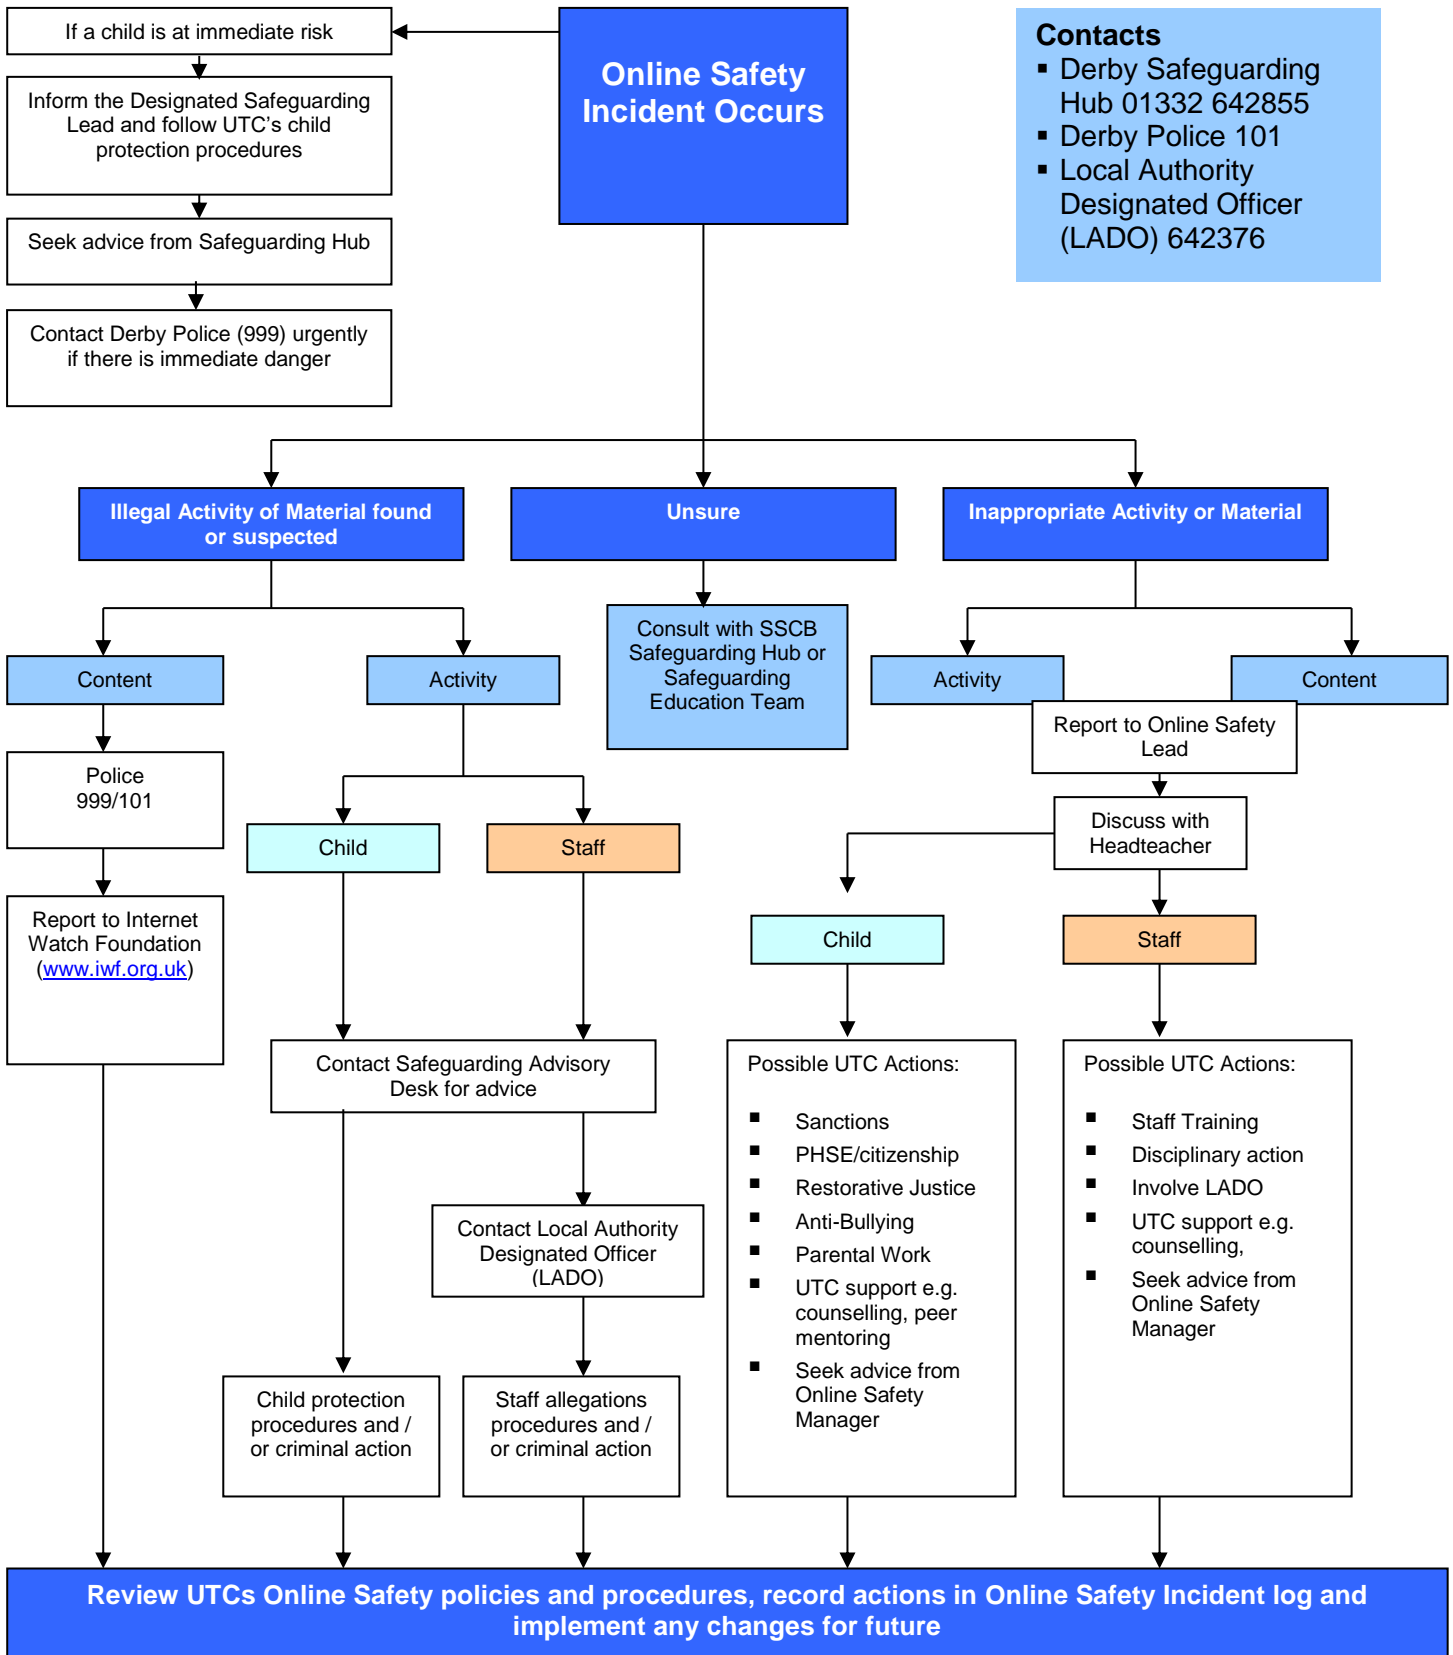 If a child is at immediate risk
Inform the Designated Safeguarding
Lead and follow UTC’s child
protection procedures
Seek advice from Safeguarding Hub
Contact Derby Police (999) urgently
if there is immediate danger
Online Safety
Incident Occurs
Contacts
▪ Derby Safeguarding
Hub 01332 642855
▪ Derby Police 101
▪ Local Authority
Designated Officer
(LADO) 642376
Illegal Activity of Material found
or suspected
Unsure
Inappropriate Activity or Material
Content
Activity
Consult with SSCB
Safeguarding Hub or
Safeguarding
Education Team
Activity
Content
Police
999/101
Report to Internet
Watch Foundation
(www.iwf.org.uk)
Child
Staff
Contact Safeguarding Advisory
Desk for advice
Contact Local Authority
Designated Officer
(LADO)
Child protection
procedures and /
or criminal action
Staff allegations
procedures and /
or criminal action
Report to Online Safety
Lead
Discuss with
Headteacher
Child
Staff
Possible UTC Actions:
▪ Sanctions
▪ PHSE/citizenship
▪ Restorative Justice
▪ Anti-Bullying
▪ Parental Work
▪ UTC support e.g.
counselling, peer
mentoring
▪ Seek advice from
Online Safety
Manager
Possible UTC Actions:
▪ Staff Training
▪ Disciplinary action
▪ Involve LADO
▪ UTC support e.g.
counselling,
▪ Seek advice from
Online Safety
Manager
Review UTCs Online Safety policies and procedures, record actions in Online Safety Incident log and
implement any changes for future